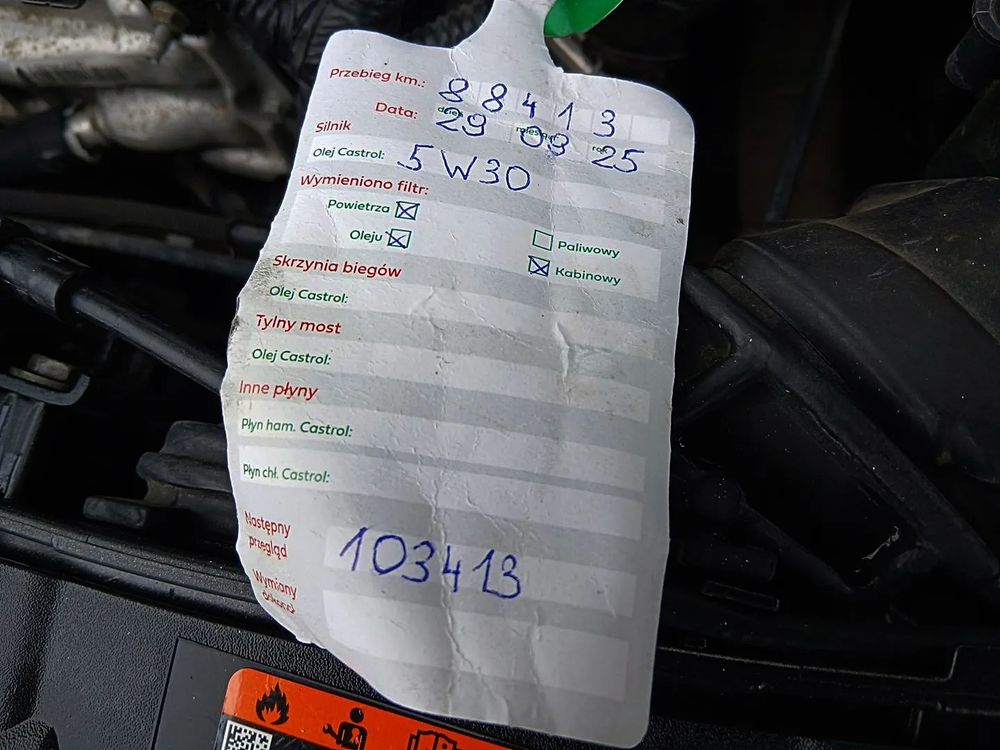 Przebieg km.: 88413
Data: dzień 29 miesiąc 09 rok 25
Silnik
Olej Castrol: 5W30
Wymieniono filtr:
Powietrza ☒
Oleju ☒ ☐ Paliwowy
☒ Kabinowy
Skrzynia biegów
Olej Castrol:
Tylny most
Olej Castrol:
Inne płyny
Płyn ham. Castrol:
Płyn chł. Castrol:
Następny
przegląd 103413
Wymiany